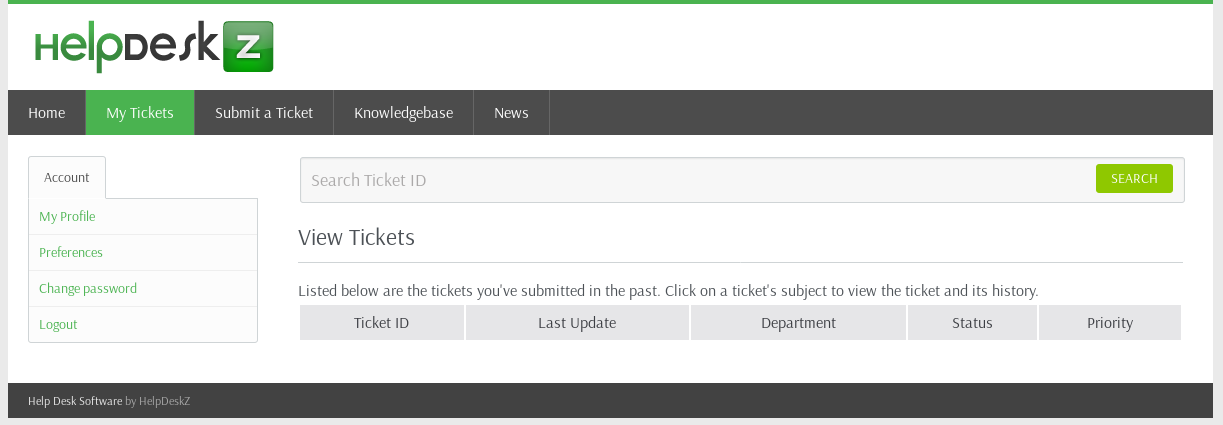 HelpDesk Z
Home My Tickets Submit a Ticket Knowledgebase News
Account
My Profile
Preferences
Change password
Logout
Search Ticket ID SEARCH
View Tickets
Listed below are the tickets you've submitted in the past. Click on a ticket's subject to view the ticket and its history.
Ticket ID Last Update Department Status Priority
Help Desk Software by HelpDeskZ